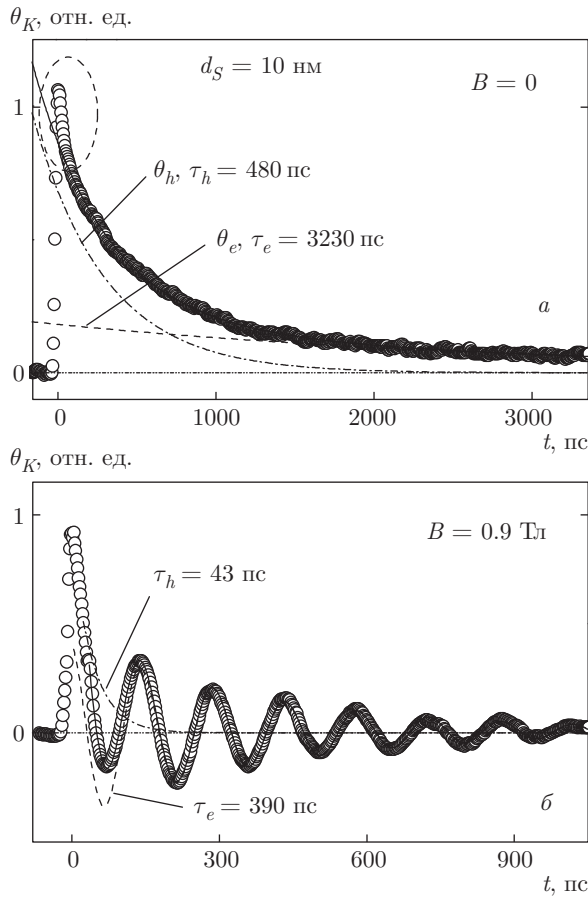 θ_K, отн. ед.
d_S = 10 нм
B = 0
1
θ_h, τ_h = 480 пс
θ_e, τ_e = 3230 пс
а
0
0 1000 2000 3000
t, пс
θ_K, отн. ед.
1
B = 0.9 Тл
τ_h = 43 пс
0
τ_e = 390 пс
б
0 300 600 900
t, пс